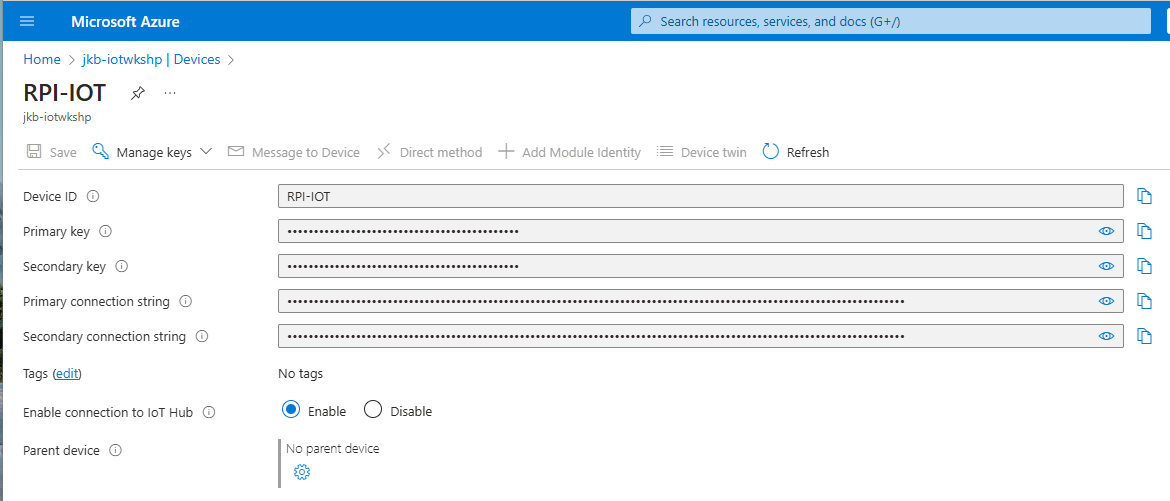 Microsoft Azure
Search resources, services, and docs (G+/)
Home > jkb-iotwkshp | Devices >
RPI-IOT ···
jkb-iotwkshp
Save Manage keys Message to Device Direct method Add Module Identity Device twin Refresh
Device ID RPI-IOT
Primary key ••••••••••••••••••••••••••••••••••••••••••••
Secondary key ••••••••••••••••••••••••••••••••••••••••••••
Primary connection string ••••••••••••••••••••••••••••••••••••••••••••••••••••••••••••••••••••••••••••••••••••••••••••••••••••••••••••••••••••
Secondary connection string ••••••••••••••••••••••••••••••••••••••••••••••••••••••••••••••••••••••••••••••••••••••••••••••••••••••••••••••••••••
Tags (edit) No tags
Enable connection to IoT Hub Enable Disable
Parent device No parent device